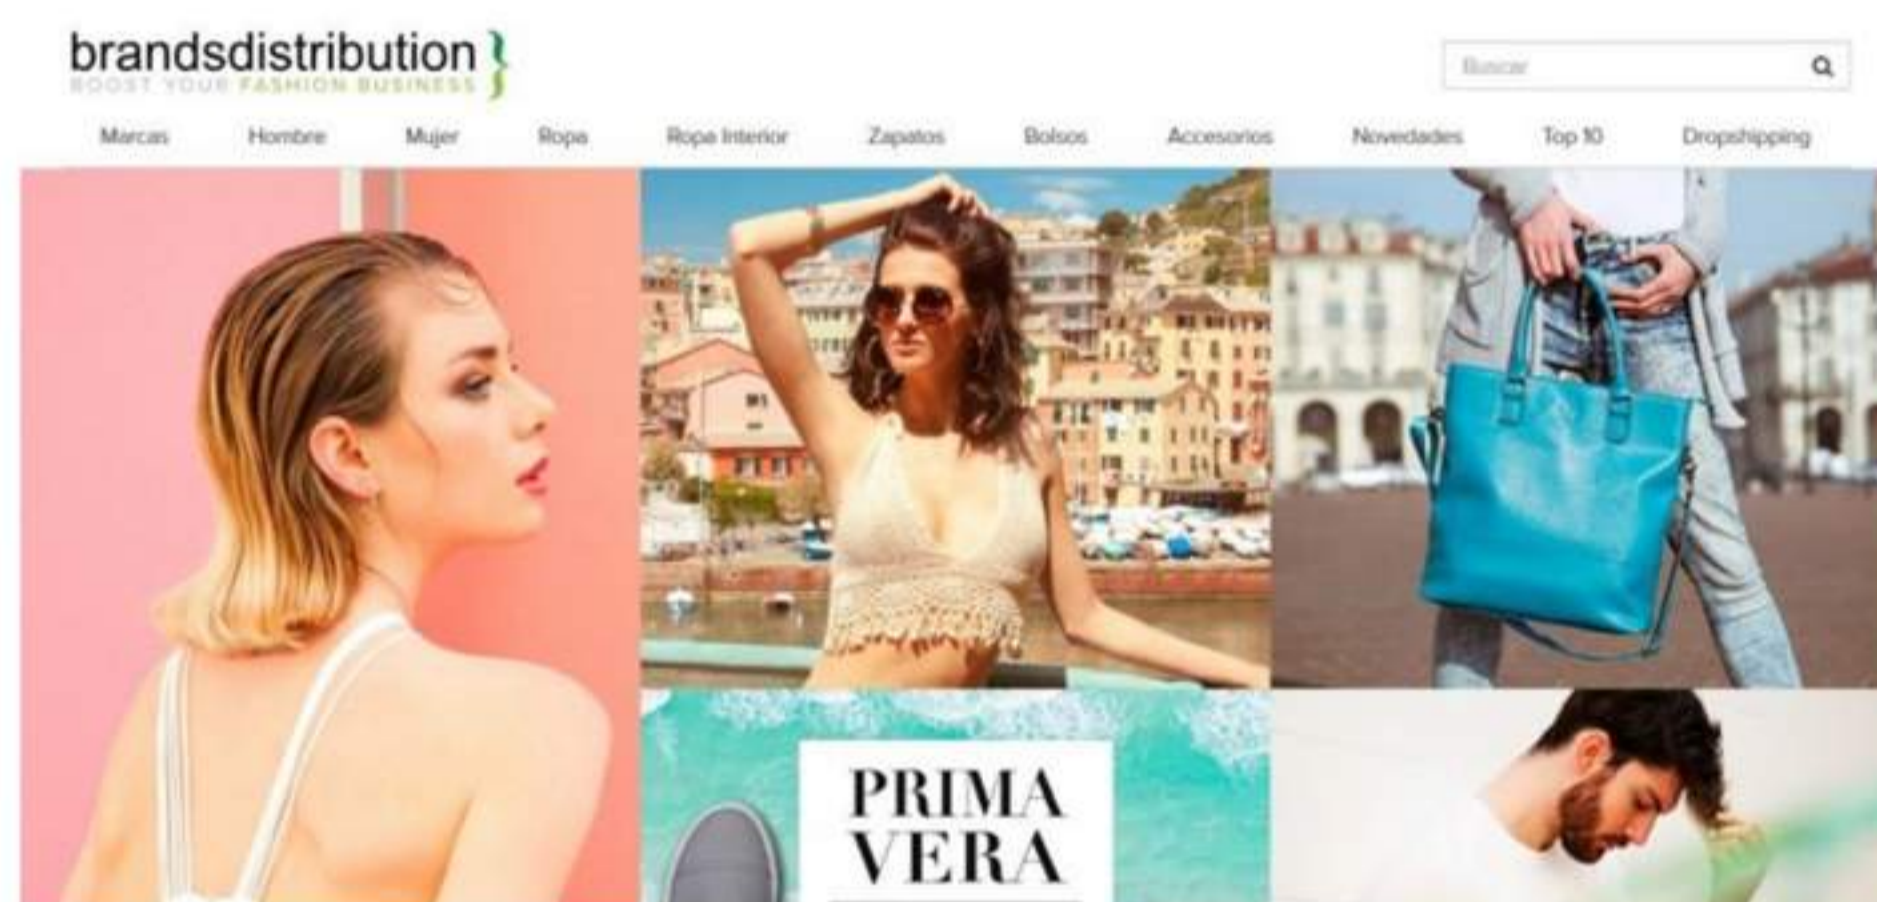 brandsdistribution
BOOST YOUR FASHION BUSINESS
Buscar
Marcas Hombre Mujer Ropa Ropa Interior Zapatos Bolsos Accesorios Novedades Top 10 Dropshipping
PRIMA
VERA